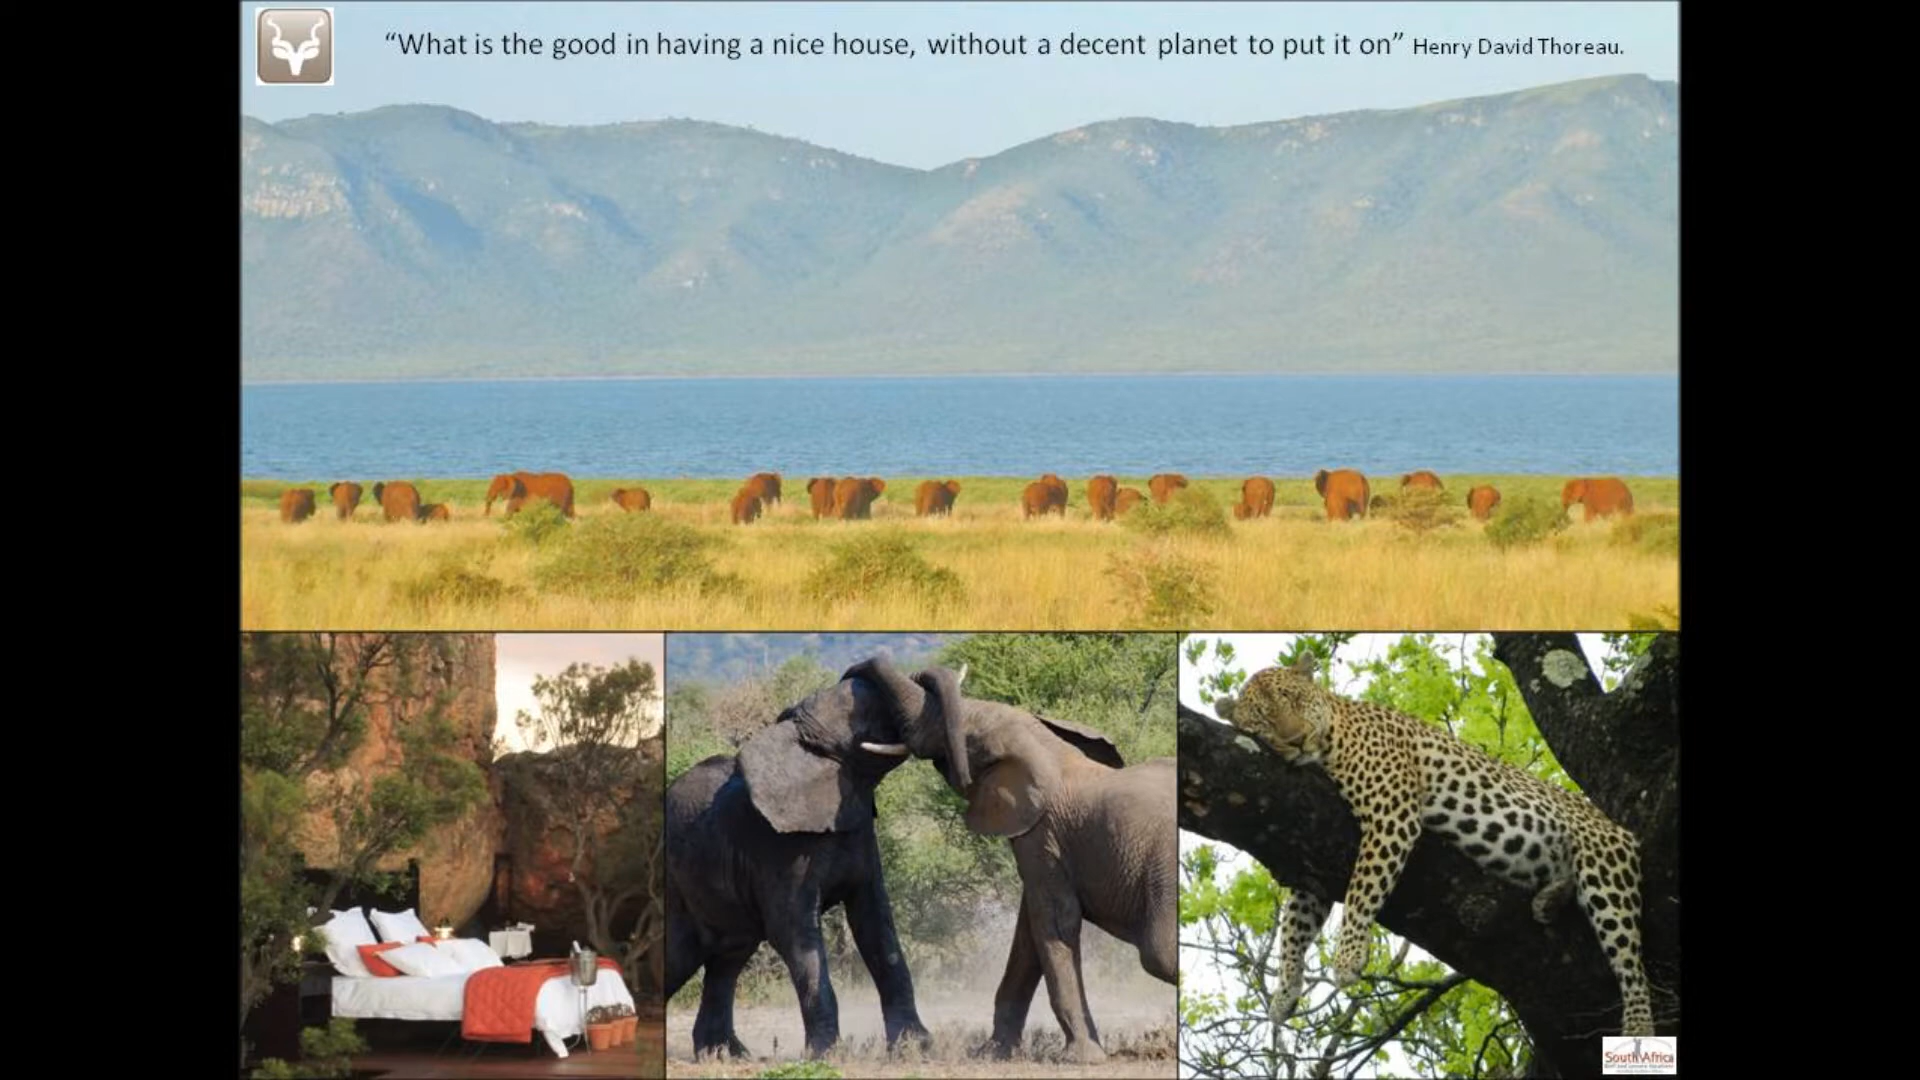 “What is the good in having a nice house, without a decent planet to put it on” Henry David Thoreau.
South Africa